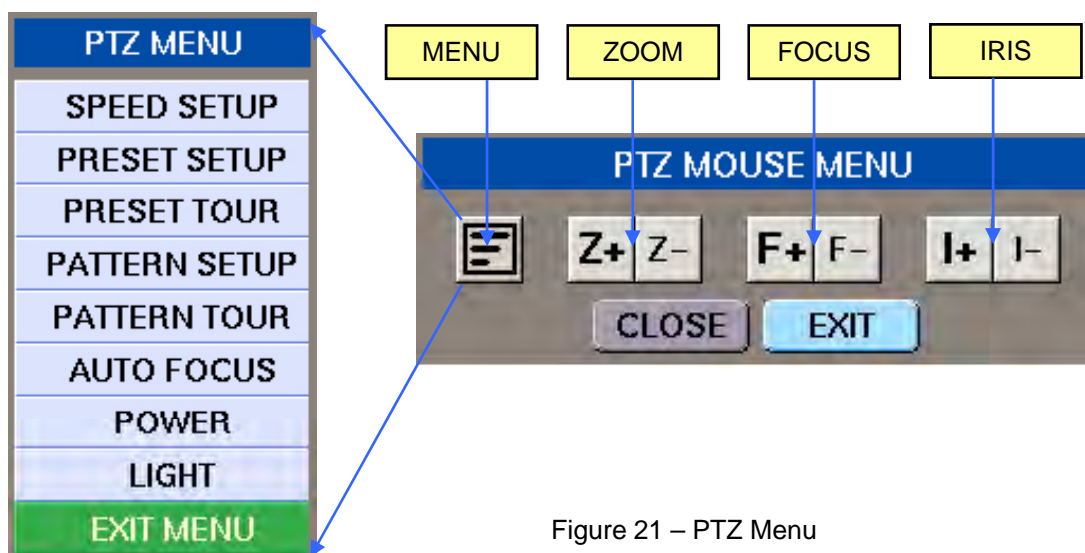 PTZ MENU
SPEED SETUP
PRESET SETUP
PRESET TOUR
PATTERN SETUP
PATTERN TOUR
AUTO FOCUS
POWER
LIGHT
EXIT MENU
MENU ZOOM FOCUS IRIS
PTZ MOUSE MENU
Z+ Z- F+ F- I+ I-
CLOSE EXIT
Figure 21 – PTZ Menu